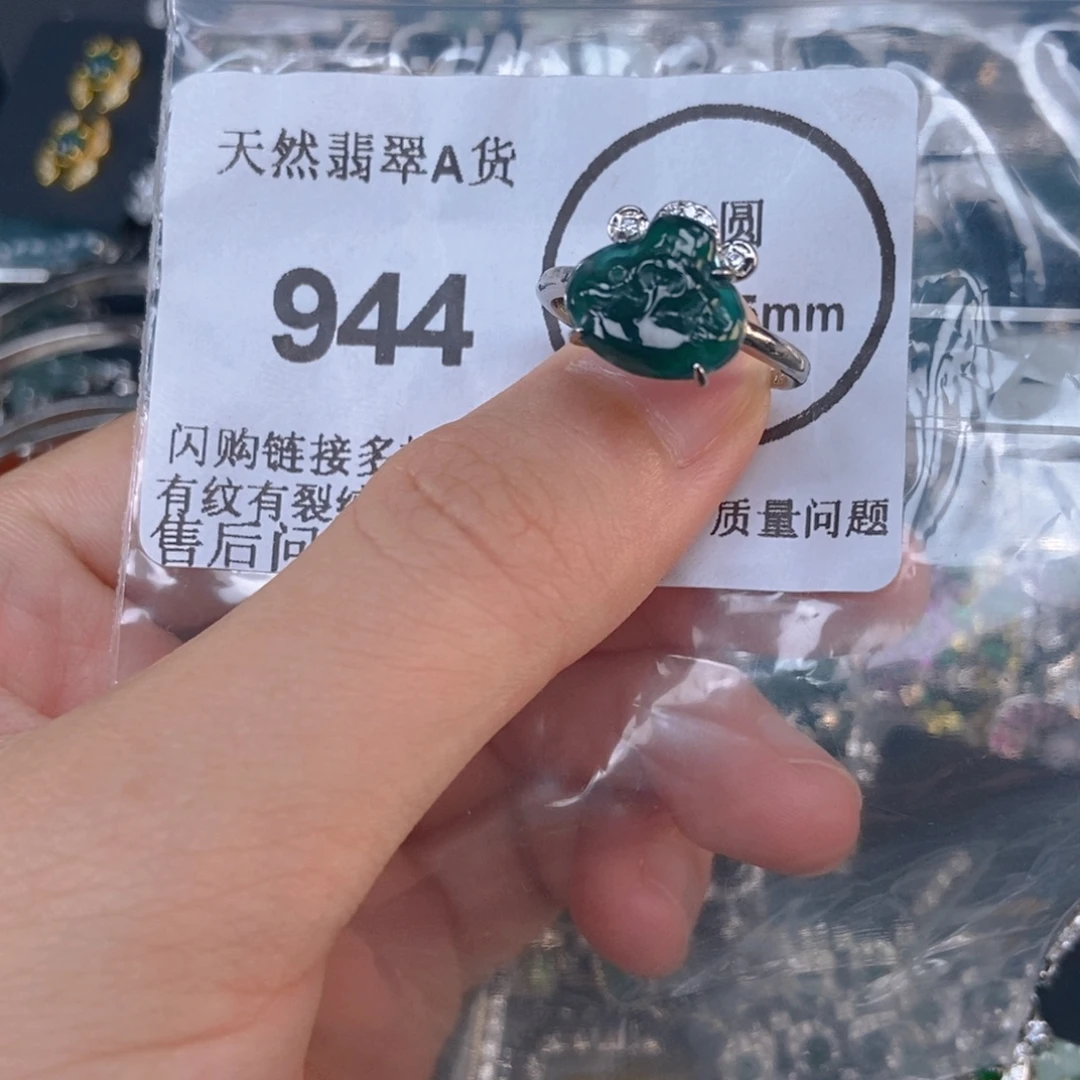 天然翡翠A货
944
圆
mm
闪购链接多
有纹有裂
质量问题
售后问